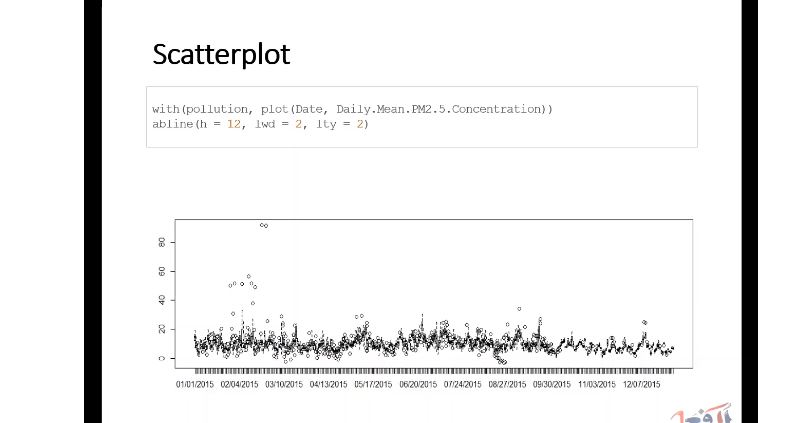 Scatterplot
with(pollution, plot(Date, Daily.Mean.PM2.5.Concentration))
abline(h = 12, lwd = 2, lty = 2)
80
60
40
20
0
01/01/2015 02/04/2015 03/10/2015 04/13/2015 05/17/2015 06/20/2015 07/24/2015 08/27/2015 09/30/2015 11/03/2015 12/07/2015